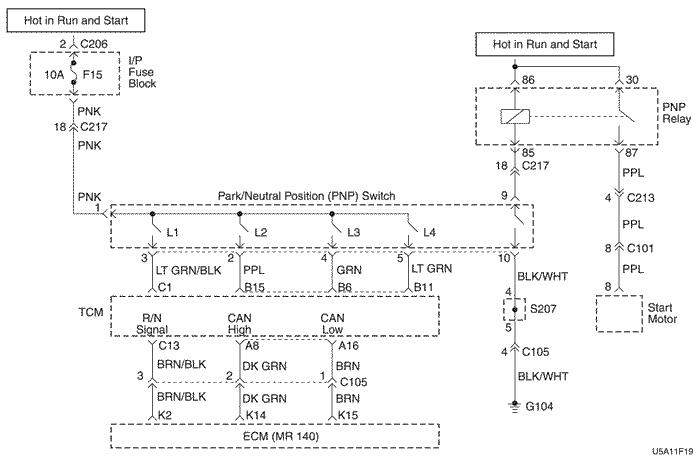 Hot in Run and Start
2 C206
10A F15
I/P
Fuse
Block
PNK
18 C217
PNK
PNK
1
Hot in Run and Start
86 30
PNP
Relay
85 87
18 C217
PPL
4 C213
PPL
8 C101
PPL
8
Start
Motor
Park/Neutral Position (PNP) Switch
9
L1 L2 L3 L4
3 2 4 5 10
LT GRN/BLK PPL GRN LT GRN
C1 B15 B6 B11
BLK/WHT
4
S207
5
4 C105
BLK/WHT
G104
TCM
R/N
Signal
CAN
High
CAN
Low
C13 A8 A16
BRN/BLK DK GRN BRN
3 2 1 C105
BRN/BLK DK GRN BRN
K2 K14 K15
ECM (MR 140)
U5A11F19